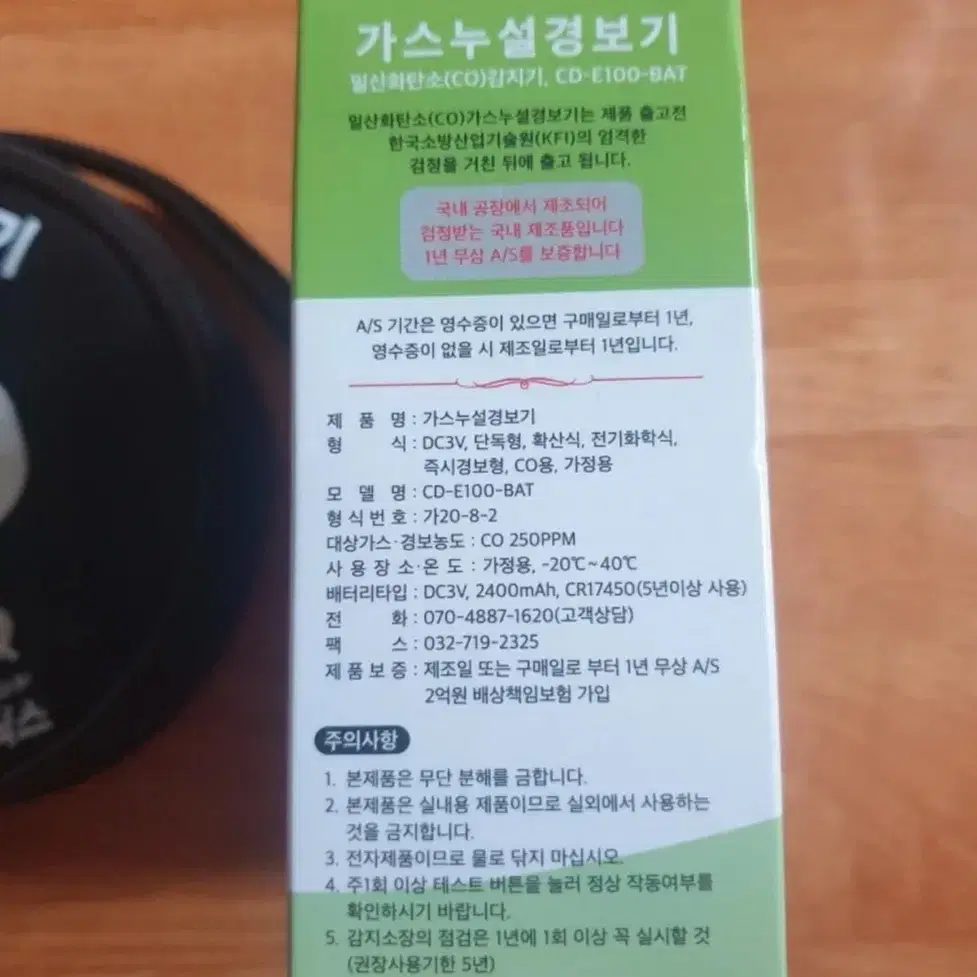 가스누설경보기
일산화탄소(CO)감지기, CD-E100-BAT
일산화탄소(CO)가스누설경보기는 제품 출고전
한국소방산업기술원(KFI)의 엄격한
검정을 거친 뒤에 출고 됩니다.
국내 공장에서 제조되어
검정받는 국내 제조품입니다
1년 무상 A/S를 보증합니다
A/S 기간은 영수증이 있으면 구매일로부터 1년,
영수증이 없을 시 제조일로부터 1년입니다.
제 품 명 : 가스누설경보기
형 식 : DC3V, 단독형, 확산식, 전기화학식,
즉시경보형, CO용, 가정용
모 델 명 : CD-E100-BAT
형식번호 : 가20-8-2
대상가스·경보농도 : CO 250PPM
사 용 장 소·온 도 : 가정용, -20℃~40℃
배터리타입 : DC3V, 2400mAh, CR17450(5년이상 사용)
전 화 : 070-4887-1620(고객상담)
팩 스 : 032-719-2325
제품보증 : 제조일 또는 구매일로 부터 1년 무상 A/S
2억원 배상책임보험 가입
주의사항
1. 본제품은 무단 분해를 금합니다.
2. 본제품은 실내용 제품이므로 실외에서 사용하는
것을 금지합니다.
3. 전자제품이므로 물로 닦지 마십시오.
4. 주1회 이상 테스트 버튼을 눌러 정상 작동여부를
확인하시기 바랍니다.
5. 감지소장의 점검은 1년에 1회 이상 꼭 실시할 것
(권장사용기한 5년)
기